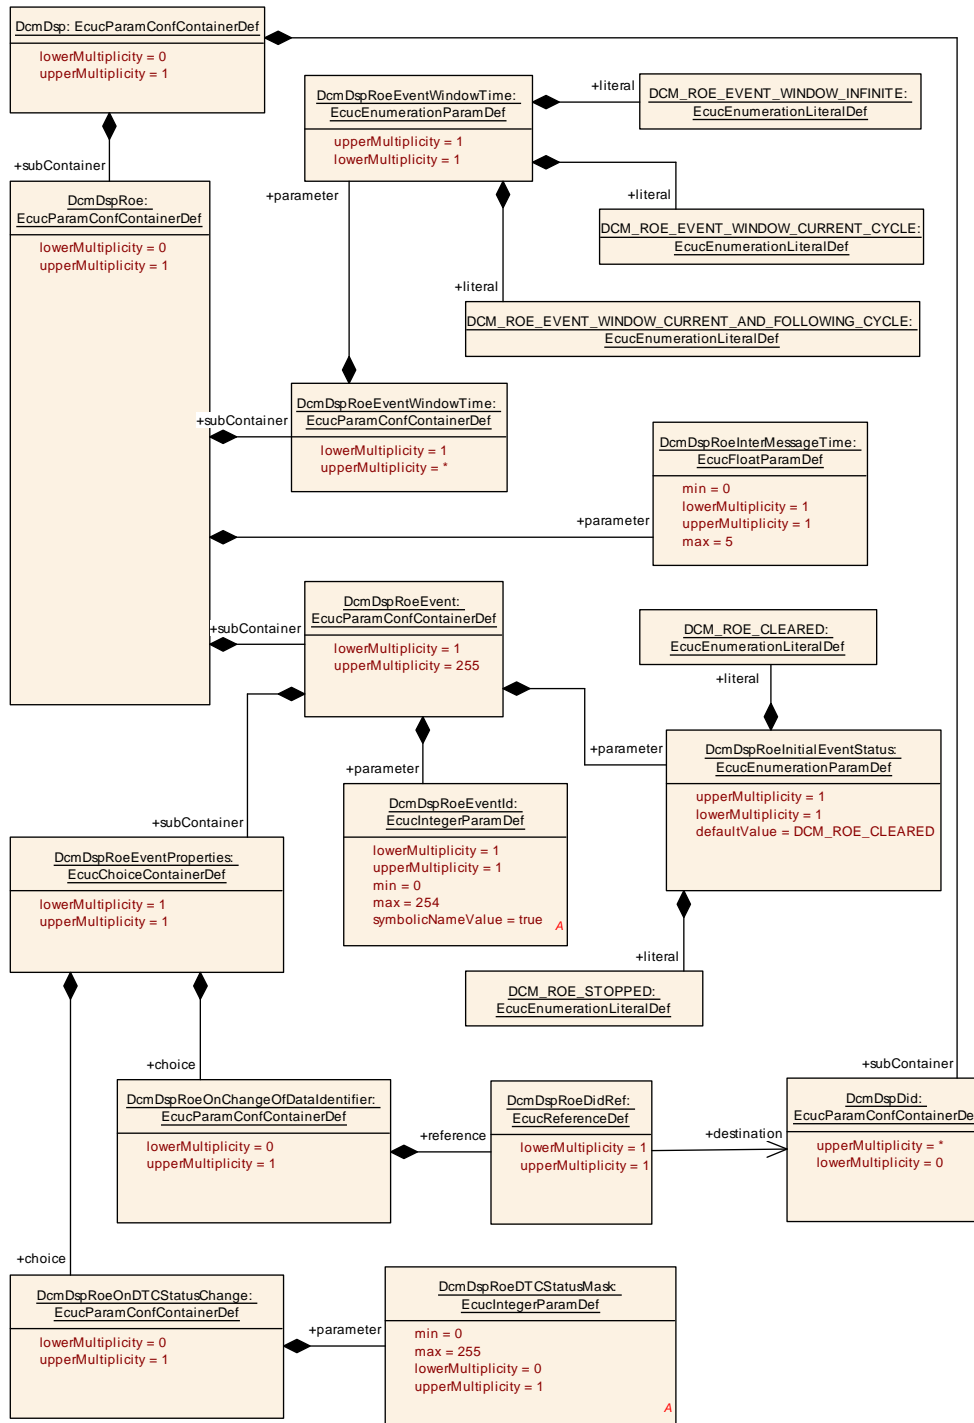 DcmDsp: EcucParamConfContainerDef
lowerMultiplicity = 0
upperMultiplicity = 1
+subContainer
DcmDspRoe:
EcucParamConfContainerDef
lowerMultiplicity = 0
upperMultiplicity = 1
DcmDspRoeEventWindowTime:
EcucEnumerationParamDef
upperMultiplicity = 1
lowerMultiplicity = 1
+literal
DCM_ROE_EVENT_WINDOW_INFINITE:
EcucEnumerationLiteralDef
+literal
DCM_ROE_EVENT_WINDOW_CURRENT_CYCLE:
EcucEnumerationLiteralDef
+literal
DCM_ROE_EVENT_WINDOW_CURRENT_AND_FOLLOWING_CYCLE:
EcucEnumerationLiteralDef
+parameter
+subContainer
DcmDspRoeEventWindowTime:
EcucParamConfContainerDef
lowerMultiplicity = 1
upperMultiplicity = *
+parameter
DcmDspRoeInterMessageTime:
EcucFloatParamDef
min = 0
lowerMultiplicity = 1
upperMultiplicity = 1
max = 5
+subContainer
DcmDspRoeEvent:
EcucParamConfContainerDef
lowerMultiplicity = 1
upperMultiplicity = 255
DCM_ROE_CLEARED:
EcucEnumerationLiteralDef
+literal
+parameter
DcmDspRoeInitialEventStatus:
EcucEnumerationParamDef
upperMultiplicity = 1
lowerMultiplicity = 1
defaultValue = DCM_ROE_CLEARED
+parameter
DcmDspRoeEventId:
EcucIntegerParamDef
lowerMultiplicity = 1
upperMultiplicity = 1
min = 0
max = 254
symbolicNameValue = true
A
+subContainer
DcmDspRoeEventProperties:
EcucChoiceContainerDef
lowerMultiplicity = 1
upperMultiplicity = 1
+literal
DCM_ROE_STOPPED:
EcucEnumerationLiteralDef
+choice
DcmDspRoeOnChangeOfDataIdentifier:
EcucParamConfContainerDef
lowerMultiplicity = 0
upperMultiplicity = 1
+reference
DcmDspRoeDidRef:
EcucReferenceDef
lowerMultiplicity = 1
upperMultiplicity = 1
+destination
+subContainer
DcmDspDid:
EcucParamConfContainerDe
upperMultiplicity = *
lowerMultiplicity = 0
+choice
DcmDspRoeOnDTCStatusChange:
EcucParamConfContainerDef
lowerMultiplicity = 0
upperMultiplicity = 1
+parameter
DcmDspRoeDTCStatusMask:
EcucIntegerParamDef
min = 0
max = 255
lowerMultiplicity = 0
upperMultiplicity = 1
A